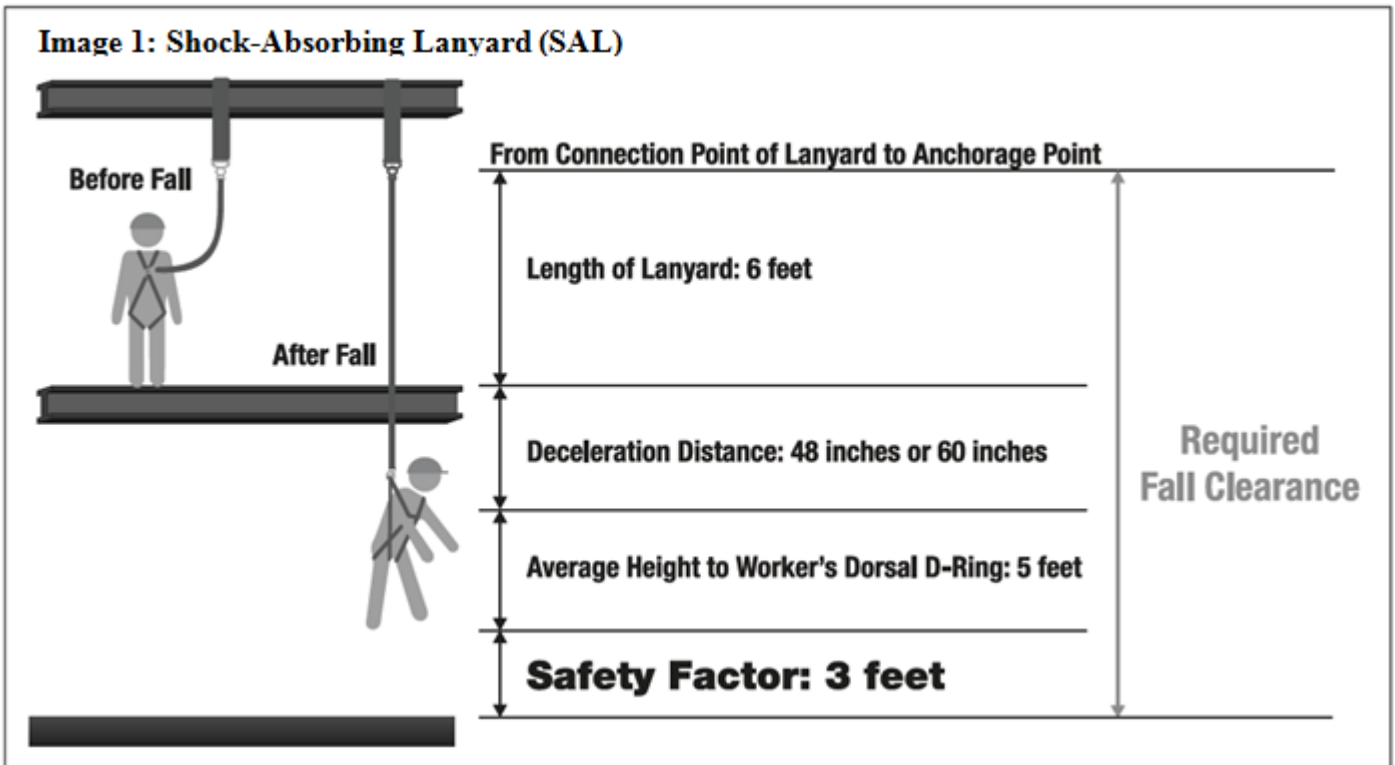 Image 1: Shock-Absorbing Lanyard (SAL)
From Connection Point of Lanyard to Anchorage Point
Before Fall
Length of Lanyard: 6 feet
After Fall
Deceleration Distance: 48 inches or 60 inches
Required
Fall Clearance
Average Height to Worker's Dorsal D-Ring: 5 feet
Safety Factor: 3 feet